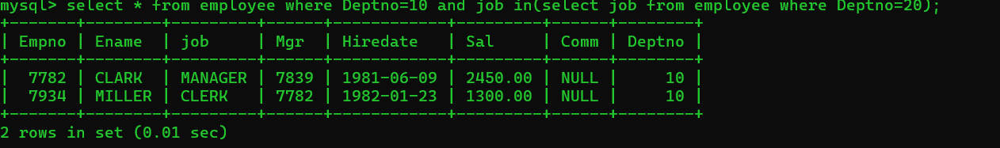 mysql> select * from employee where Deptno=10 and job in(select job from employee where Deptno=20);
+-------+--------+---------+------+------------+---------+------+--------+
| Empno | Ename  | job     | Mgr  | Hiredate   | Sal     | Comm | Deptno |
+-------+--------+---------+------+------------+---------+------+--------+
|  7782 | CLARK  | MANAGER | 7839 | 1981-06-09 | 2450.00 | NULL |     10 |
|  7934 | MILLER | CLERK   | 7782 | 1982-01-23 | 1300.00 | NULL |     10 |
+-------+--------+---------+------+------------+---------+------+--------+
2 rows in set (0.01 sec)